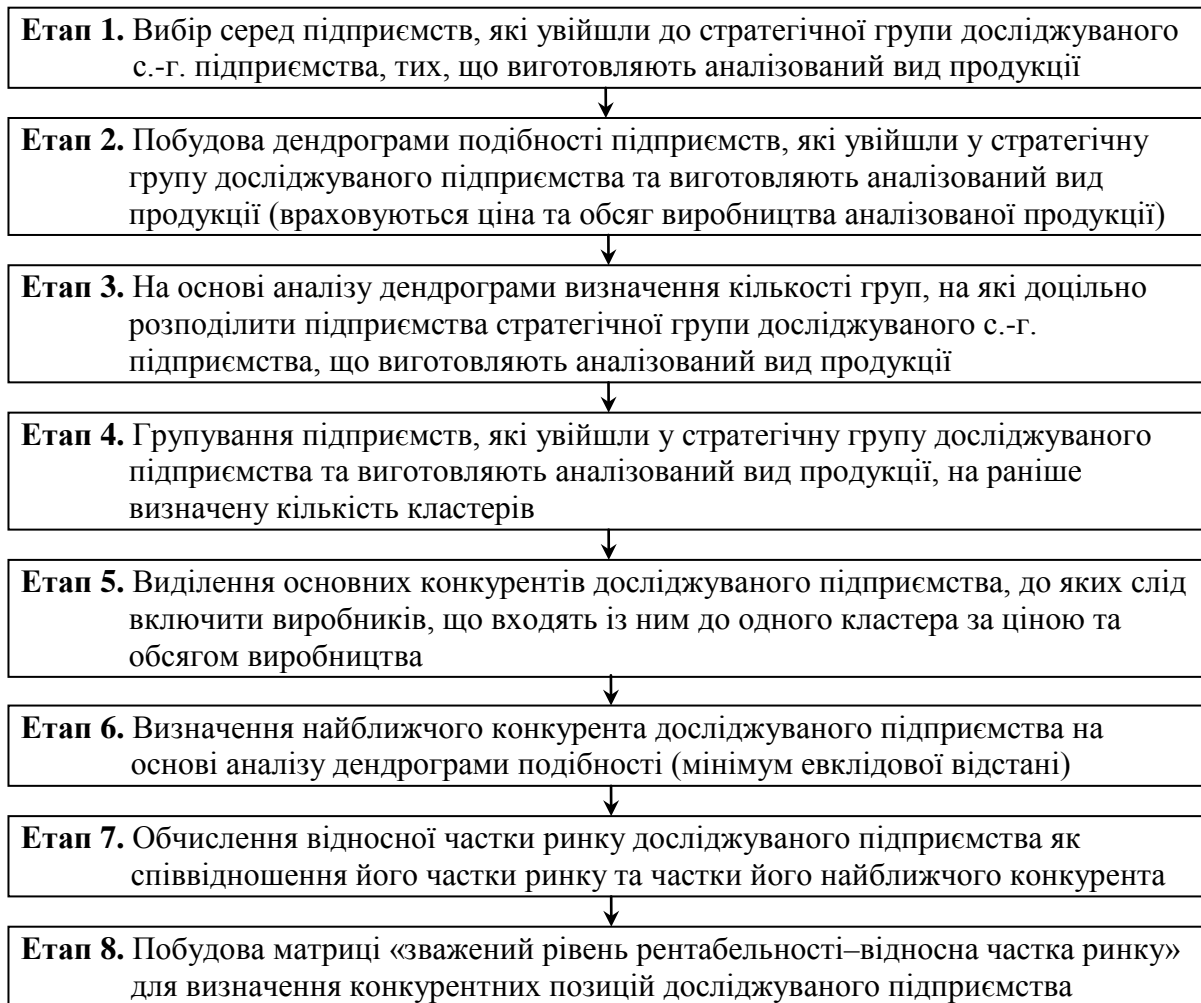 Етап 1. Вибір серед підприємств, які увійшли до стратегічної групи досліджуваного
с.-г. підприємства, тих, що виготовляють аналізований вид продукції
Етап 2. Побудова дендрограми подібності підприємств, які увійшли у стратегічну
групу досліджуваного підприємства та виготовляють аналізований вид
продукції (враховуються ціна та обсяг виробництва аналізованої продукції)
Етап 3. На основі аналізу дендрограми визначення кількості груп, на які доцільно
розподілити підприємства стратегічної групи досліджуваного с.-г.
підприємства, що виготовляють аналізований вид продукції
Етап 4. Групування підприємств, які увійшли у стратегічну групу досліджуваного
підприємства та виготовляють аналізований вид продукції, на раніше
визначену кількість кластерів
Етап 5. Виділення основних конкурентів досліджуваного підприємства, до яких слід
включити виробників, що входять із ним до одного кластера за ціною та
обсягом виробництва
Етап 6. Визначення найближчого конкурента досліджуваного підприємства на
основі аналізу дендрограми подібності (мінімум евклідової відстані)
Етап 7. Обчислення відносної частки ринку досліджуваного підприємства як
співвідношення його частки ринку та частки його найближчого конкурента
Етап 8. Побудова матриці «зважений рівень рентабельності–відносна частка ринку»
для визначення конкурентних позицій досліджуваного підприємства